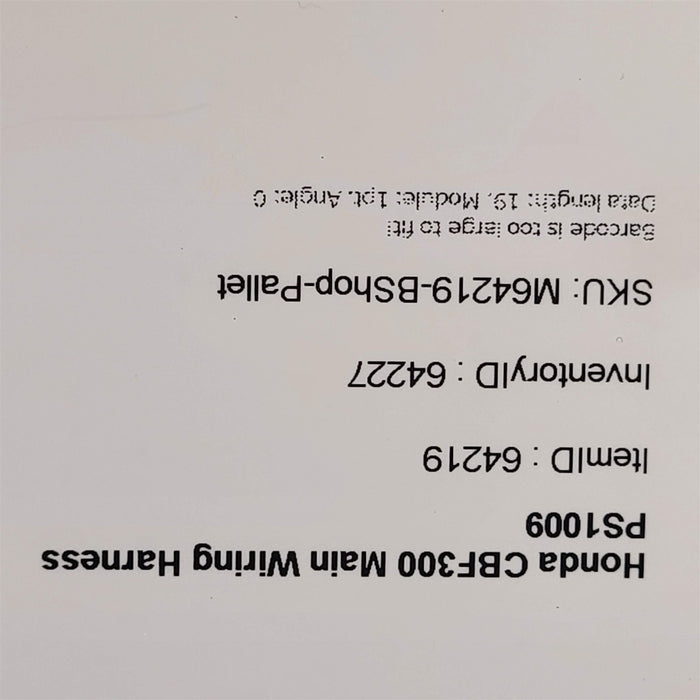 Honda CBF300 Main Wiring Harness
PS1009
ItemID : 64219
InventoryID : 64227
SKU: M64219-BShop-Pallet
Barcode is too large to fit!
Data length: 19. Module: 1pt. Angle: 0